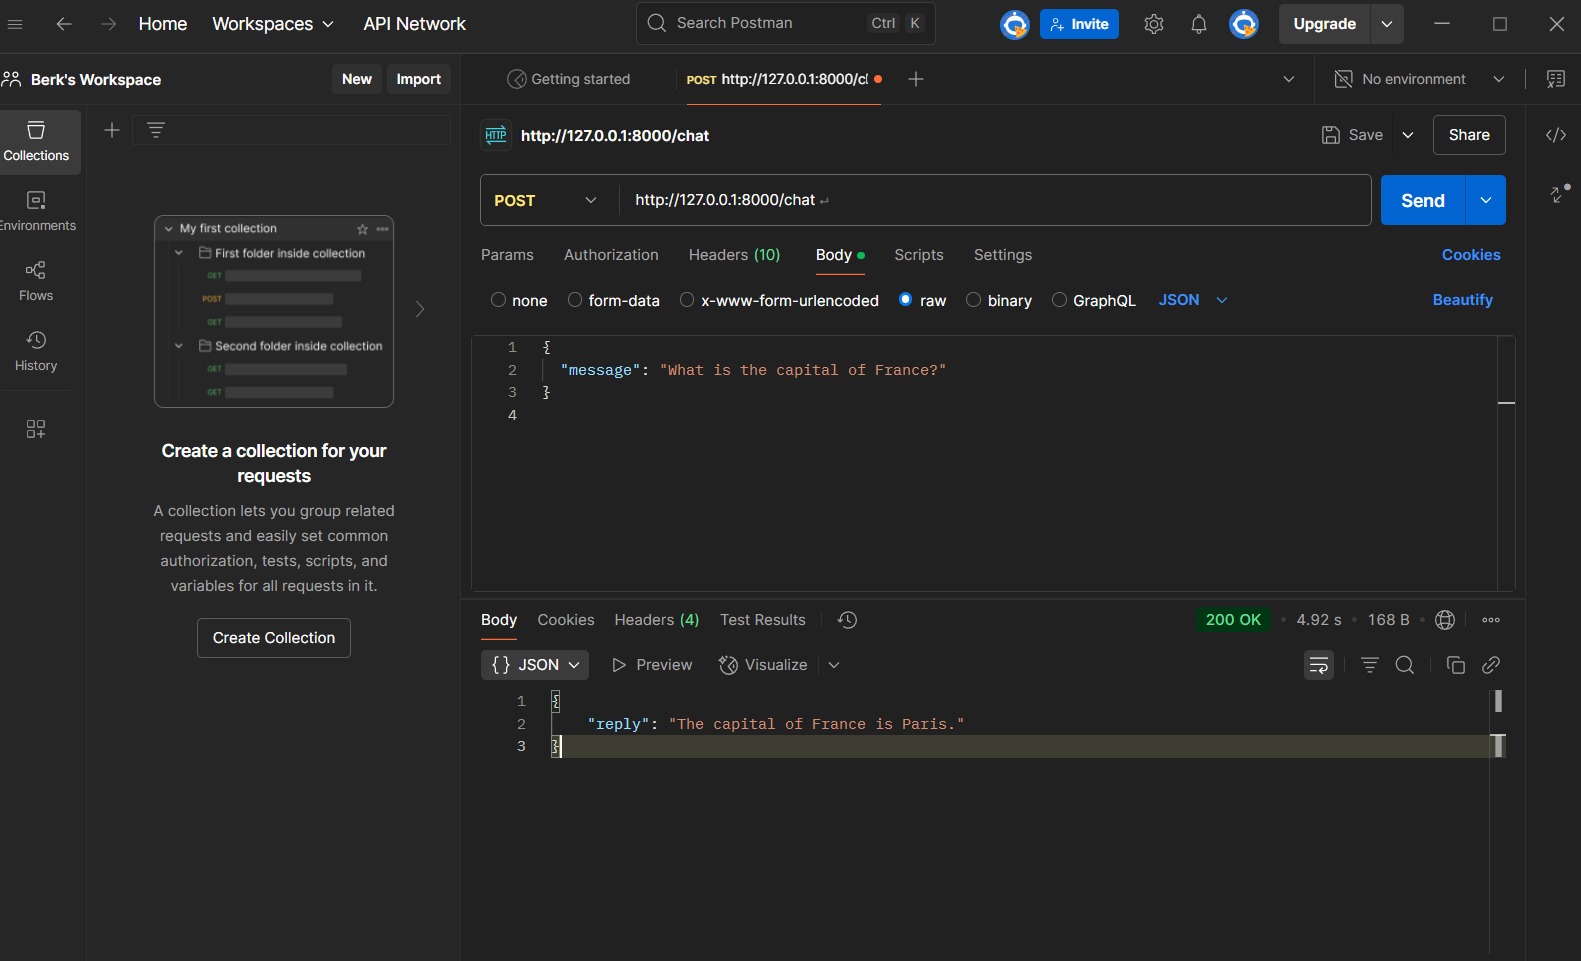 Home Workspaces API Network Search Postman Ctrl K Invite Upgrade
Berk's Workspace New Import
Getting started POST http://127.0.0.1:8000/cl No environment
Collections
Environments
Flows
History
My first collection
First folder inside collection
GET
POST
GET
Second folder inside collection
GET
GET
Create a collection for your
requests
A collection lets you group related
requests and easily set common
authorization, tests, scripts, and
variables for all requests in it.
Create Collection
HTTP http://127.0.0.1:8000/chat Save Share
POST http://127.0.0.1:8000/chat Send
Params Authorization Headers (10) Body Scripts Settings Cookies
none form-data x-www-form-urlencoded raw binary GraphQL JSON Beautify
1 {
2 "message": "What is the capital of France?"
3 }
4
Body Cookies Headers (4) Test Results 200 OK • 4.92 s • 168 B •
{} JSON Preview Visualize
1 {
2 "reply": "The capital of France is Paris."
3 }